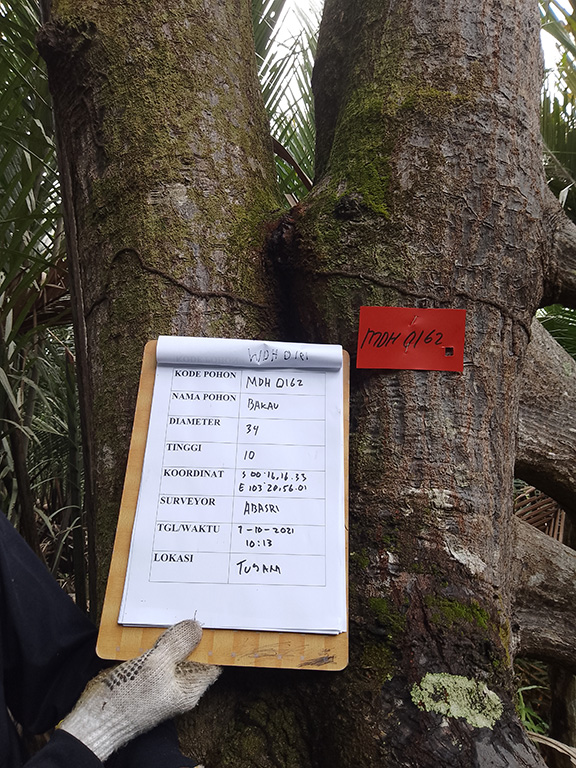 MDH 0162
KODE POHON MDH 0162
NAMA POHON BAKAU
DIAMETER 34
TINGGI 10
KOORDINAT S 00°16.16.33
E 103°20.56.01
SURVEYOR ABASRI
TGL/WAKTU 7-10-2021
10:13
LOKASI